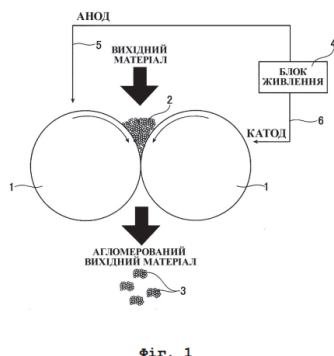 АНОД
5
ВИХІДНИЙ
МАТЕРІАЛ
4
БЛОК
ЖИВЛЕННЯ
2
6
КАТОД
1
1
АГЛОМЕРОВАНИЙ
ВИХІДНИЙ МАТЕРІАЛ
3
Фіг. 1